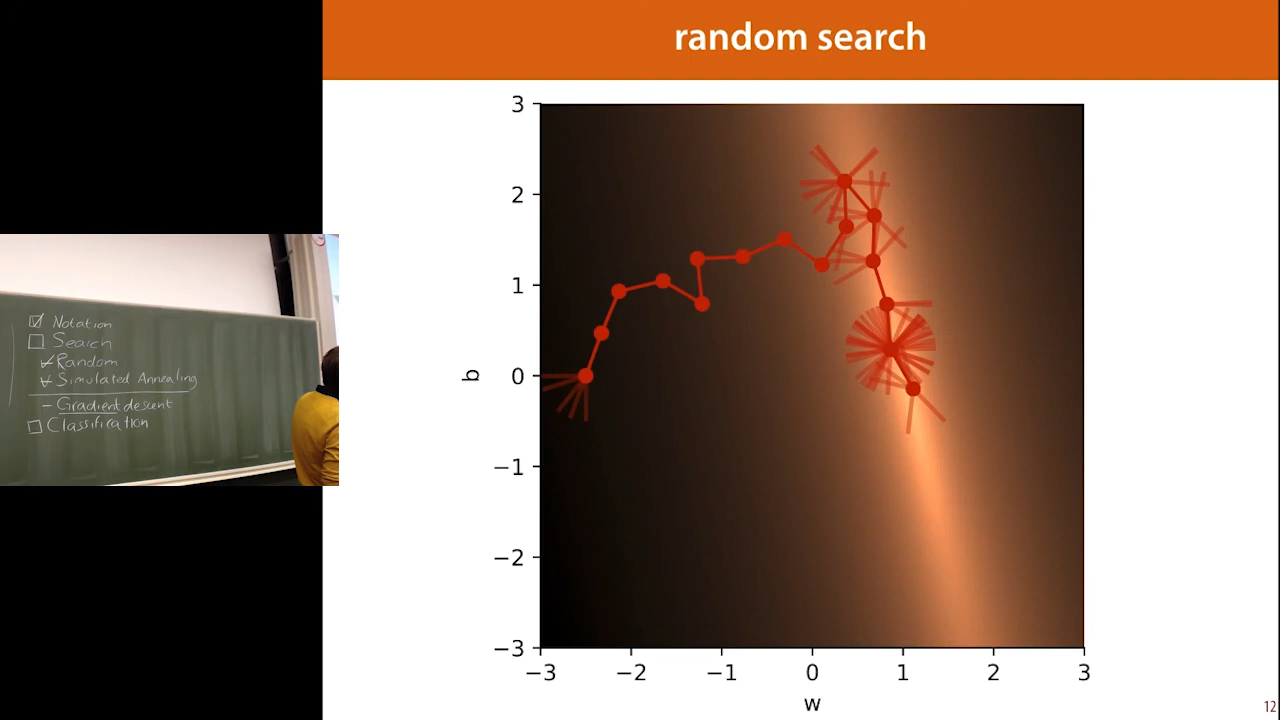 random search
3
2
1
0
−1
−2
−3
b
−3
−2
−1
0
1
2
3
w
12
Notation
Search
Random
Simulated Annealing
- Gradient descent
Classification